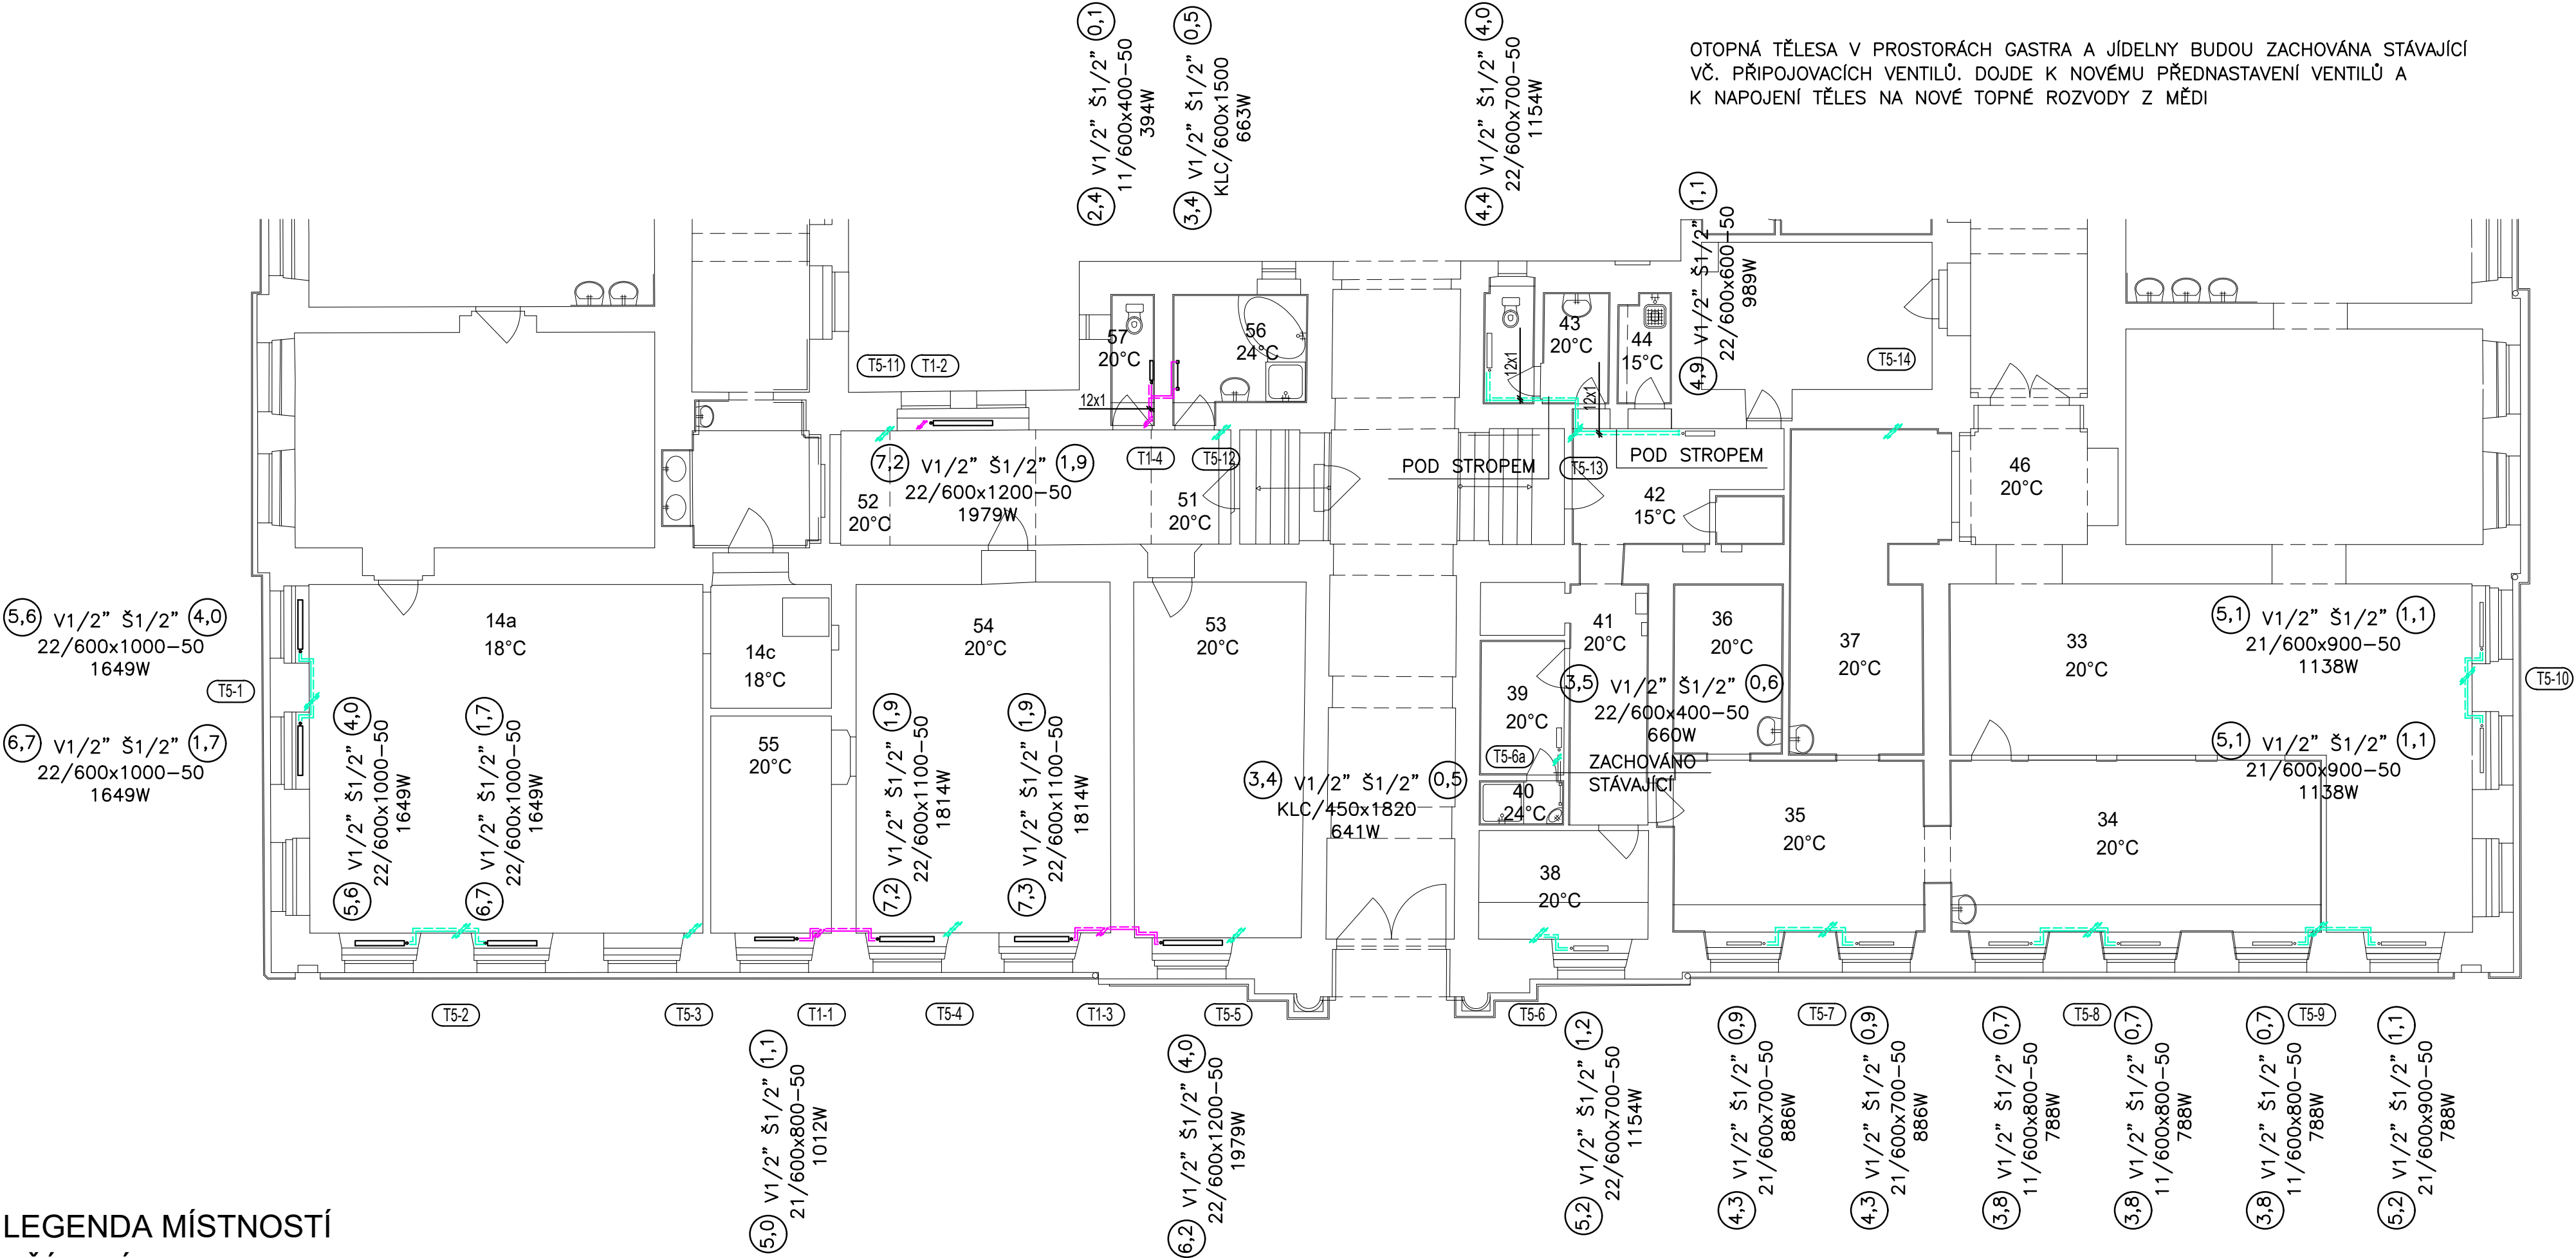 2,4 V1/2" Š1/2" 0,1
11/600x400-50
394W
3,4 V1/2" Š1/2" 0,5
KLC/600x1500
663W
4,4 V1/2" Š1/2" 4,0
22/600x700-50
1154W
OTOPNÁ TĚLESA V PROSTORÁCH GASTRA A JÍDELNY BUDOU ZACHOVÁNA STÁVAJÍCÍ
VČ. PŘIPOJOVACÍCH VENTILŮ. DOJDE K NOVÉMU PŘEDNASTAVENÍ VENTILŮ A
K NAPOJENÍ TĚLES NA NOVÉ TOPNÉ ROZVODY Z MĚDI
4,9 V1/2" Š1/2" 1,1
22/600x600-50
989W
57
20°C
56
24°C
43
20°C
44
15°C
T5-11
T1-2
T5-14
12x1
12x1
12x1
7,2 V1/2" Š1/2" 1,9
22/600x1200-50
1979W
T1-4
T5-12
POD STROPEM
T5-13
POD STROPEM
52
20°C
51
20°C
42
15°C
46
20°C
5,6 V1/2" Š1/2" 4,0
22/600x1000-50
1649W
T5-1
6,7 V1/2" Š1/2" 1,7
22/600x1000-50
1649W
14a
18°C
14c
18°C
54
20°C
53
20°C
55
20°C
41
20°C
36
20°C
37
20°C
33
20°C
39
20°C
5,1 V1/2" Š1/2" 1,1
21/600x900-50
1138W
T5-10
5,1 V1/2" Š1/2" 1,1
21/600x900-50
1138W
3,5 V1/2" Š1/2" 0,6
22/600x400-50
660W
T5-6a
ZACHOVÁNO
STÁVAJÍCÍ
3,4 V1/2" Š1/2" 0,5
KLC/450x1820
641W
40
24°C
35
20°C
34
20°C
38
20°C
5,6 V1/2" Š1/2" 4,0
22/600x1000-50
1649W
6,7 V1/2" Š1/2" 1,7
22/600x1000-50
1649W
7,2 V1/2" Š1/2" 1,9
22/600x1100-50
1814W
7,3 V1/2" Š1/2" 1,9
22/600x1100-50
1814W
T5-2
T5-3
T1-1
T5-4
T1-3
T5-5
T5-6
T5-7
T5-8
T5-9
5,0 V1/2" Š1/2" 1,1
21/600x800-50
1012W
6,2 V1/2" Š1/2" 4,0
22/600x1200-50
1979W
5,2 V1/2" Š1/2" 1,2
22/600x700-50
1154W
4,3 V1/2" Š1/2" 0,9
21/600x700-50
886W
4,3 V1/2" Š1/2" 0,9
21/600x700-50
886W
3,8 V1/2" Š1/2" 0,7
11/600x800-50
788W
3,8 V1/2" Š1/2" 0,7
11/600x800-50
788W
3,8 V1/2" Š1/2" 0,7
11/600x800-50
788W
5,2 V1/2" Š1/2" 1,1
21/600x900-50
788W
LEGENDA MÍSTNOSTÍ